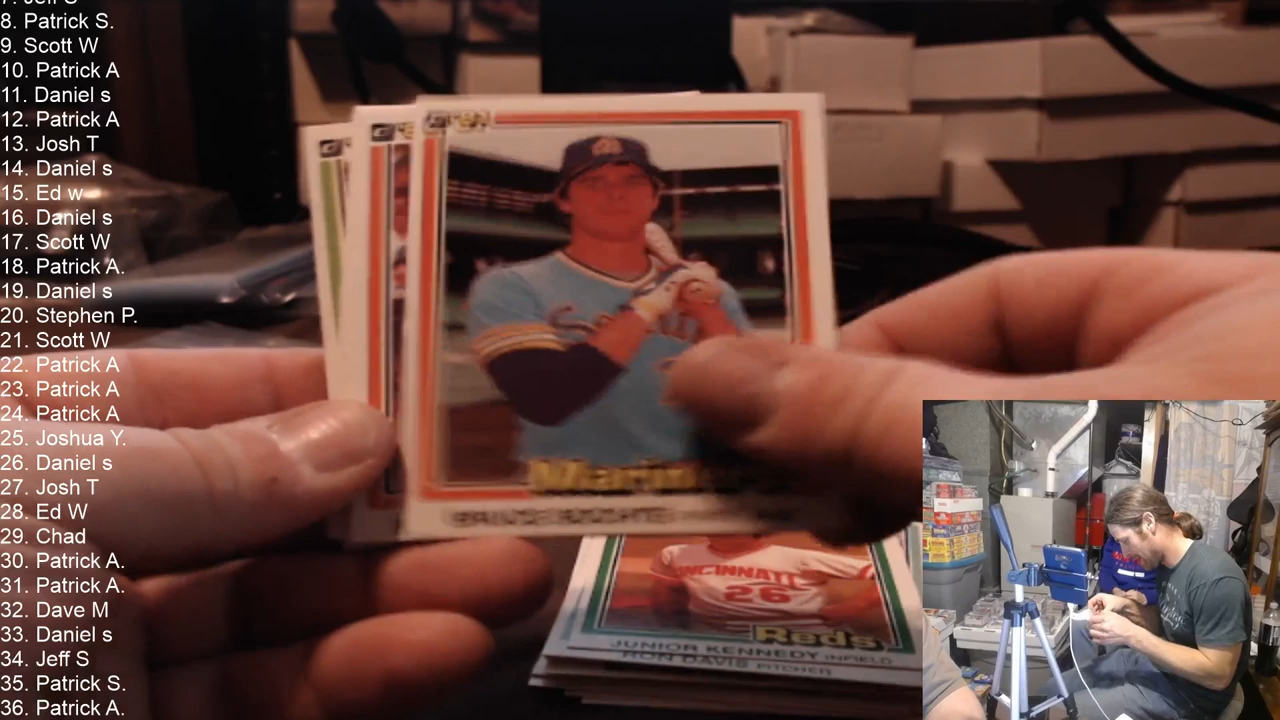 7. Jeff S
8. Patrick S.
9. Scott W
10. Patrick A
11. Daniel s
12. Patrick A
13. Josh T
14. Daniel s
15. Ed w
16. Daniel s
17. Scott W
18. Patrick A.
19. Daniel s
20. Stephen P.
21. Scott W
22. Patrick A
23. Patrick A
24. Patrick A
25. Joshua Y.
26. Daniel s
27. Josh T
28. Ed W
29. Chad
30. Patrick A.
31. Patrick A.
32. Dave M
33. Daniel s
34. Jeff S
35. Patrick S.
36. Patrick A.
CINCINNATI
26
Reds
JUNIOR KENNEDY INFIELD
RON DAVIS PITCHER